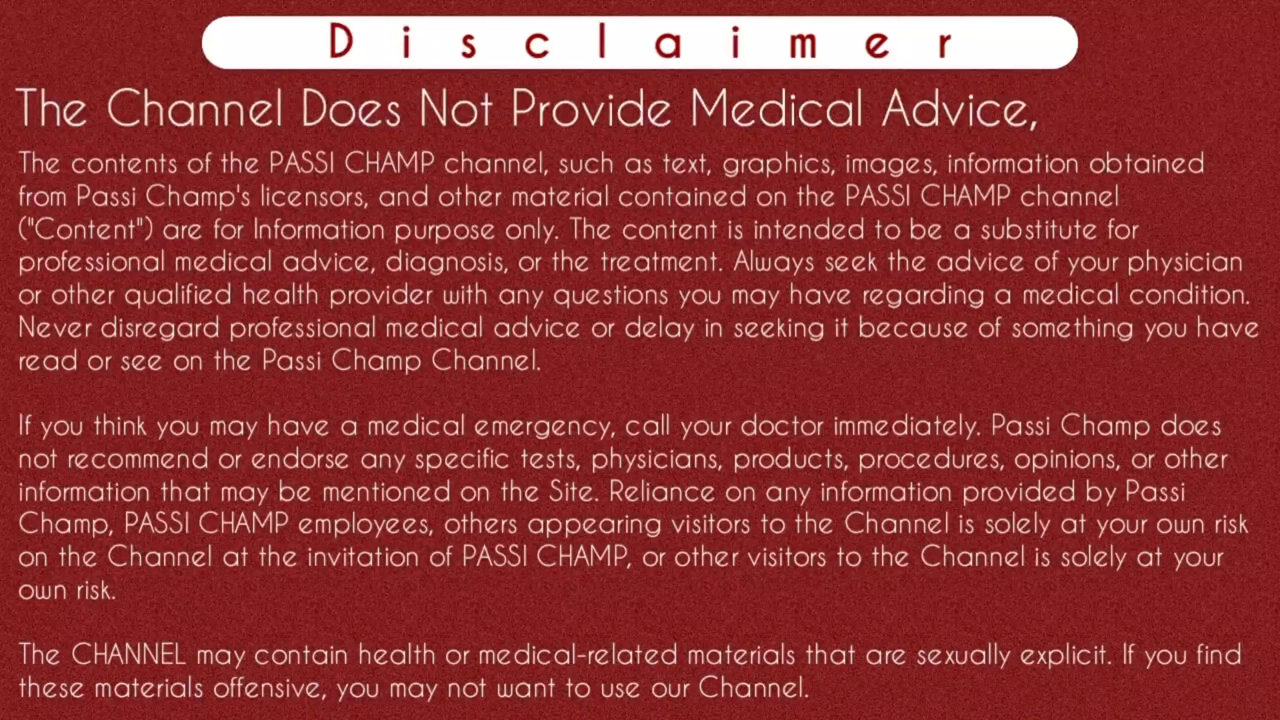 Disclaimer
The Channel Does Not Provide Medical Advice,
The contents of the PASSI CHAMP channel, such as text, graphics, images, information obtained
from Passi Champ's licensors, and other material contained on the PASSI CHAMP channel
("Content") are for Information purpose only. The content is intended to be a substitute for
professional medical advice, diagnosis, or the treatment. Always seek the advice of your physician
or other qualified health provider with any questions you may have regarding a medical condition.
Never disregard professional medical advice or delay in seeking it because of something you have
read or see on the Passi Champ Channel.
If you think you may have a medical emergency, call your doctor immediately. Passi Champ does
not recommend or endorse any specific tests, physicians, products, procedures, opinions, or other
information that may be mentioned on the Site. Reliance on any information provided by Passi
Champ, PASSI CHAMP employees, others appearing visitors to the Channel is solely at your own risk
on the Channel at the invitation of PASSI CHAMP, or other visitors to the Channel is solely at your
own risk.
The CHANNEL may contain health or medical-related materials that are sexually explicit. If you find
these materials offensive, you may not want to use our Channel.